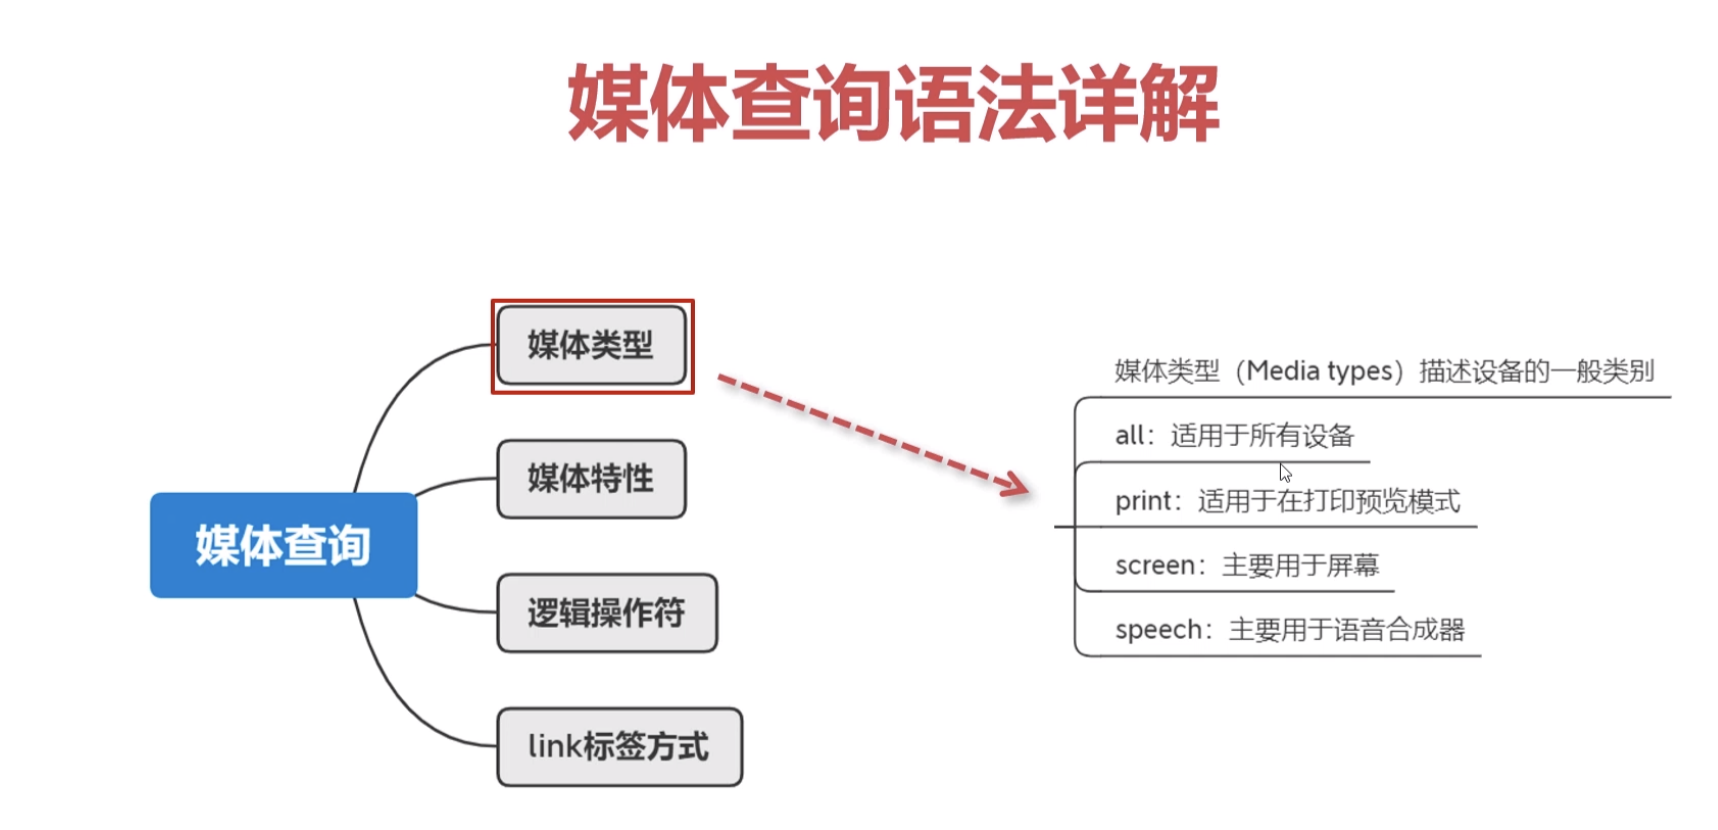 媒体查询语法详解
媒体查询
媒体类型
媒体特性
逻辑操作符
link标签方式
媒体类型（Media types）描述设备的一般类别
all：适用于所有设备
print：适用于在打印预览模式
screen：主要用于屏幕
speech：主要用于语音合成器